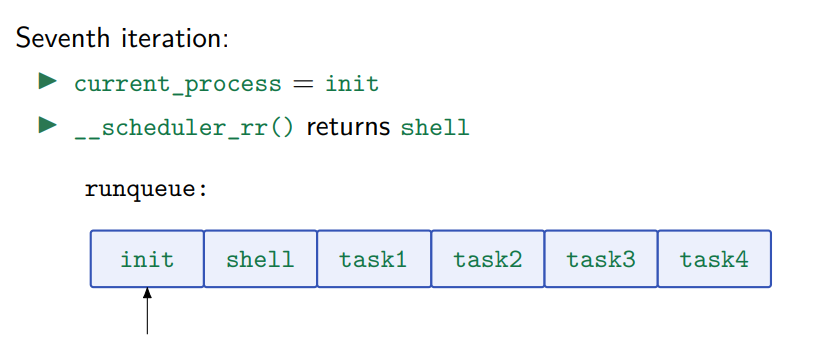 Seventh iteration:
▶ current_process = init
▶ __scheduler_rr() returns shell
runqueue:
init shell task1 task2 task3 task4